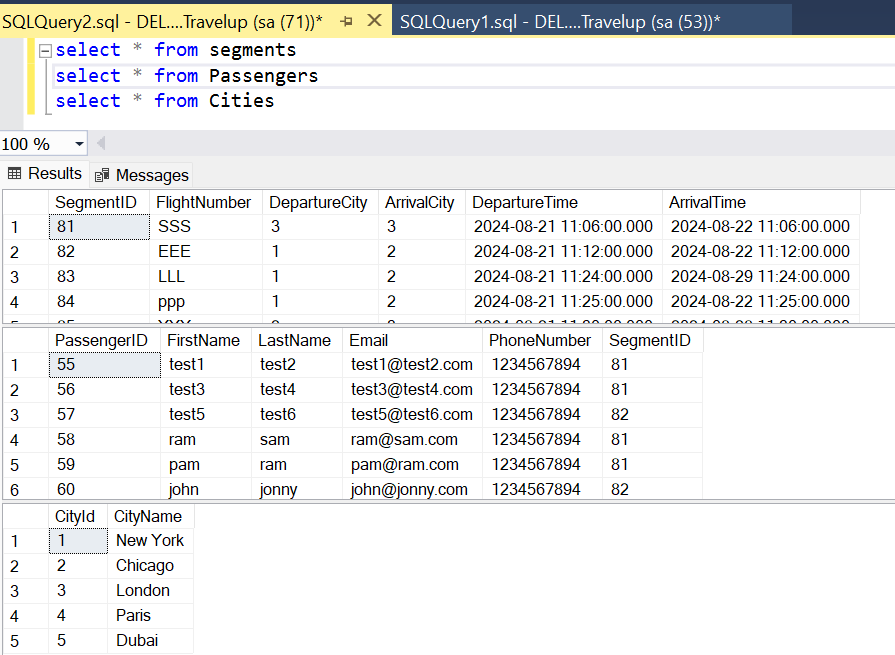 SQLQuery2.sql - DEL....Travelup (sa (71))* SQLQuery1.sql - DEL....Travelup (sa (53))*
select * from segments
select * from Passengers
select * from Cities
100 %
Results Messages
SegmentID FlightNumber DepartureCity ArrivalCity DepartureTime ArrivalTime
1 81 SSS 3 3 2024-08-21 11:06:00.000 2024-08-22 11:06:00.000
2 82 EEE 1 2 2024-08-21 11:12:00.000 2024-08-22 11:12:00.000
3 83 LLL 1 2 2024-08-21 11:24:00.000 2024-08-29 11:24:00.000
4 84 ppp 1 2 2024-08-21 11:25:00.000 2024-08-22 11:25:00.000
PassengerID FirstName LastName Email PhoneNumber SegmentID
1 55 test1 test2 test1@test2.com 1234567894 81
2 56 test3 test4 test3@test4.com 1234567894 81
3 57 test5 test6 test5@test6.com 1234567894 82
4 58 ram sam ram@sam.com 1234567894 81
5 59 pam ram pam@ram.com 1234567894 81
6 60 john jonny john@jonny.com 1234567894 82
CityId CityName
1 1 New York
2 2 Chicago
3 3 London
4 4 Paris
5 5 Dubai